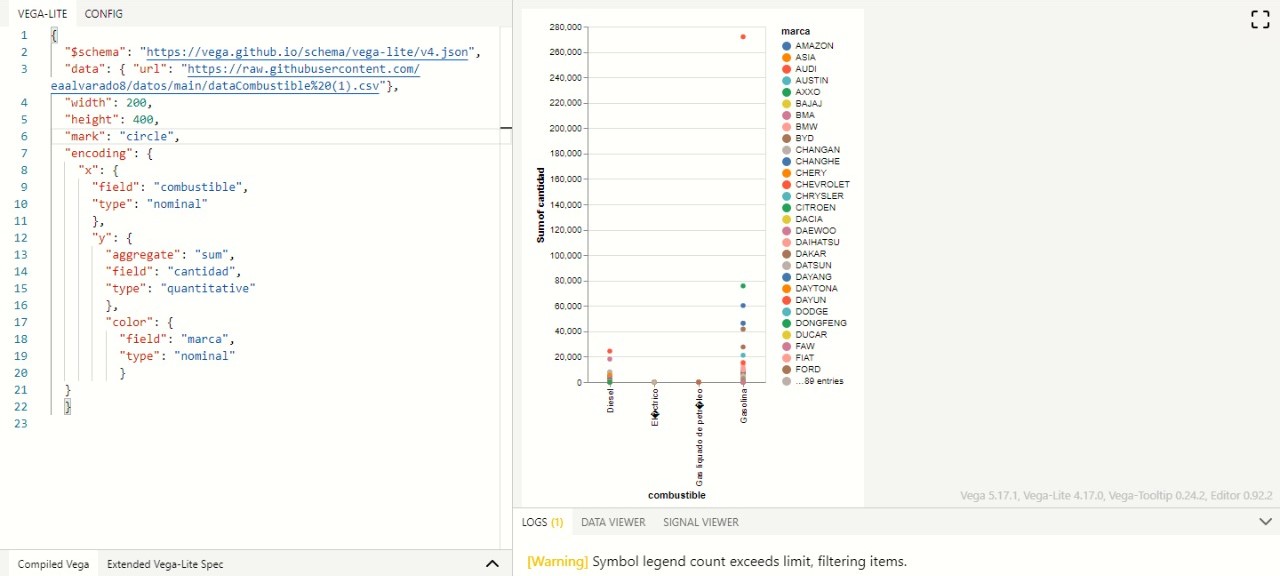 VEGA-LITE CONFIG
1 {
2 "$schema": "https://vega.github.io/schema/vega-lite/v4.json",
3 "data": { "url": "https://raw.githubusercontent.com/
eaalvarado8/datos/main/dataCombustible%20(1).csv"},
4 "width": 200,
5 "height": 400,
6 "mark": "circle",
7 "encoding": {
8 "x": {
9 "field": "combustible",
10 "type": "nominal"
11 },
12 "y": {
13 "aggregate": "sum",
14 "field": "cantidad",
15 "type": "quantitative"
16 },
17 "color": {
18 "field": "marca",
19 "type": "nominal"
20 }
21 }
22 }
23
Compiled Vega Extended Vega-Lite Spec
Sum of cantidad
280,000
260,000
240,000
220,000
200,000
180,000
160,000
140,000
120,000
100,000
80,000
60,000
40,000
20,000
0
Diesel
El�ctrico
Gas liquado de petr�leo
Gasolina
combustible
marca
AMAZON
ASIA
AUDI
AUSTIN
AXXO
BAJAJ
BMA
BMW
BYD
CHANGAN
CHANGHE
CHERY
CHEVROLET
CHRYSLER
CITROEN
DACIA
DAEWOO
DAIHATSU
DAKAR
DATSUN
DAYANG
DAYTONA
DAYUN
DODGE
DONGFENG
DUCAR
FAW
FIAT
FORD
...89 entries
Vega 5.17.1, Vega-Lite 4.17.0, Vega-Tooltip 0.24.2, Editor 0.92.2
LOGS (1) DATA VIEWER SIGNAL VIEWER
[Warning] Symbol legend count exceeds limit, filtering items.